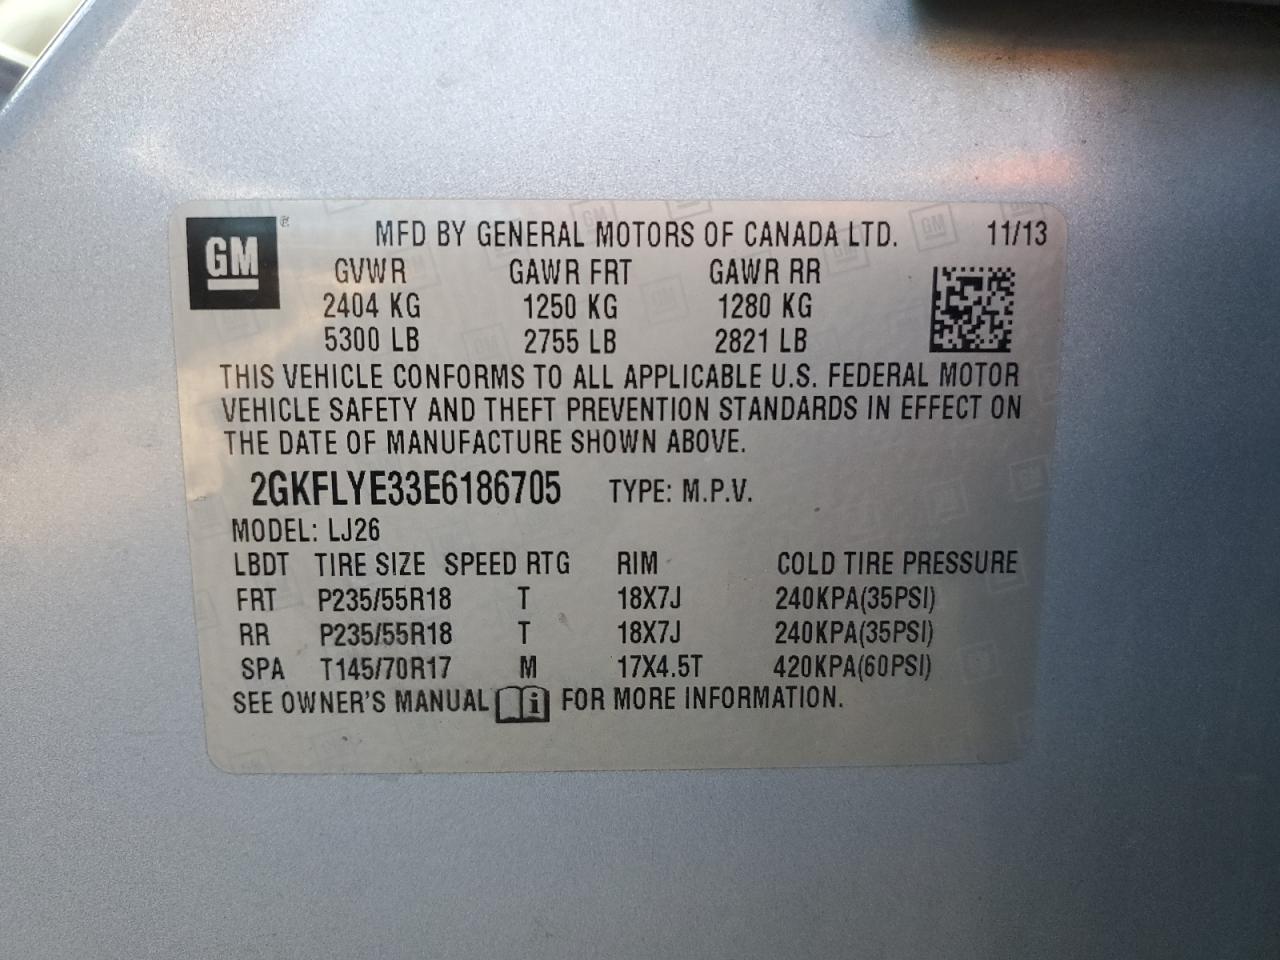 GM ®
MFD BY GENERAL MOTORS OF CANADA LTD. 11/13
GVWR GAWR FRT GAWR RR
2404 KG 1250 KG 1280 KG
5300 LB 2755 LB 2821 LB
THIS VEHICLE CONFORMS TO ALL APPLICABLE U.S. FEDERAL MOTOR
VEHICLE SAFETY AND THEFT PREVENTION STANDARDS IN EFFECT ON
THE DATE OF MANUFACTURE SHOWN ABOVE.
2GKFLYE33E6186705 TYPE: M.P.V.
MODEL: LJ26
LBDT TIRE SIZE SPEED RTG RIM COLD TIRE PRESSURE
FRT P235/55R18 T 18X7J 240KPA(35PSI)
RR P235/55R18 T 18X7J 240KPA(35PSI)
SPA T145/70R17 M 17X4.5T 420KPA(60PSI)
SEE OWNER'S MANUAL i FOR MORE INFORMATION.